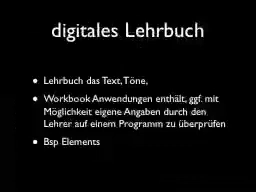 digitales Lehrbuch
• Lehrbuch das Text, Töne,
• Workbook Anwendungen enthält, ggf. mit
Möglichkeit eigene Angaben durch den
Lehrer auf einem Programm zu überprüfen
• Bsp Elements